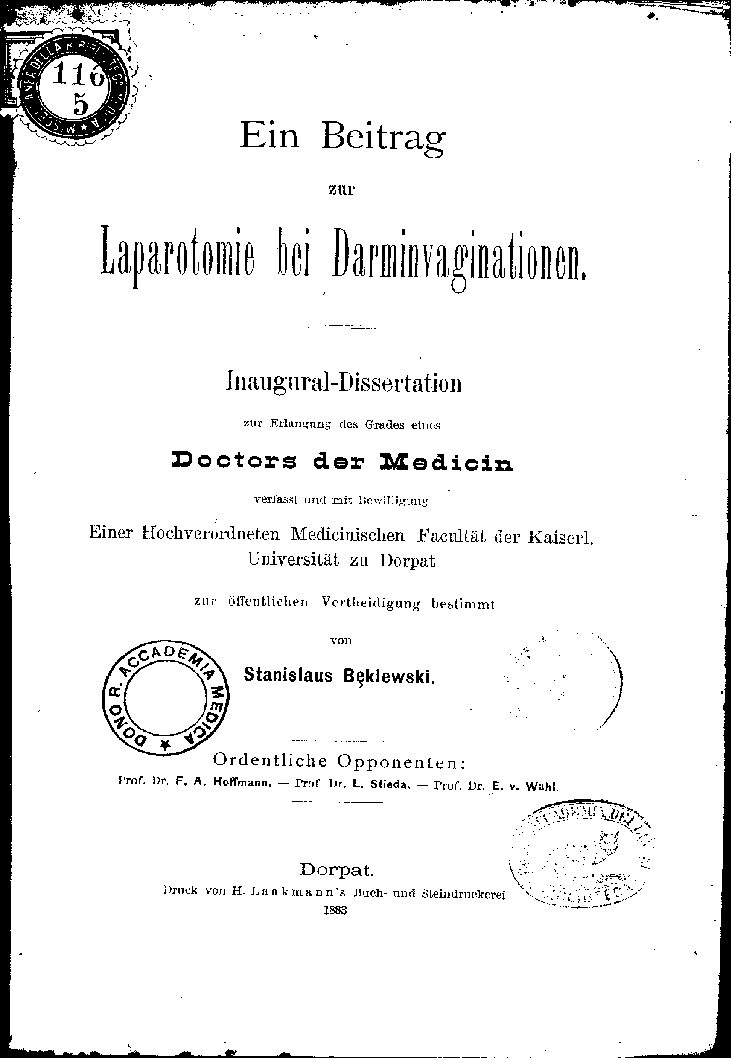 116
5
Ein Beitrag
zur
Laparotomie bei Darminvaginationen.
Inaugural-Dissertation
zur Erlangung des Grades eines
Doctors der Medicin
verfasst und mit Bewilligung
Einer Hochverordneten Medicinischen Facultät der Kaiserl.
Universität zu Dorpat
zur öffentlichen Vertheidigung bestimmt
von
Stanislaus Bęklewski.
DONO R. ACCADEMIA MEDICA
Ordentliche Opponenten:
Prof. Dr. F. A. Hoffmann. — Prof Dr. L. Stieda. — Prof. Dr. E. v. Wahl.
Dorpat.
Druck von H. Laakmann's Buch- und Steindruckerei
1883